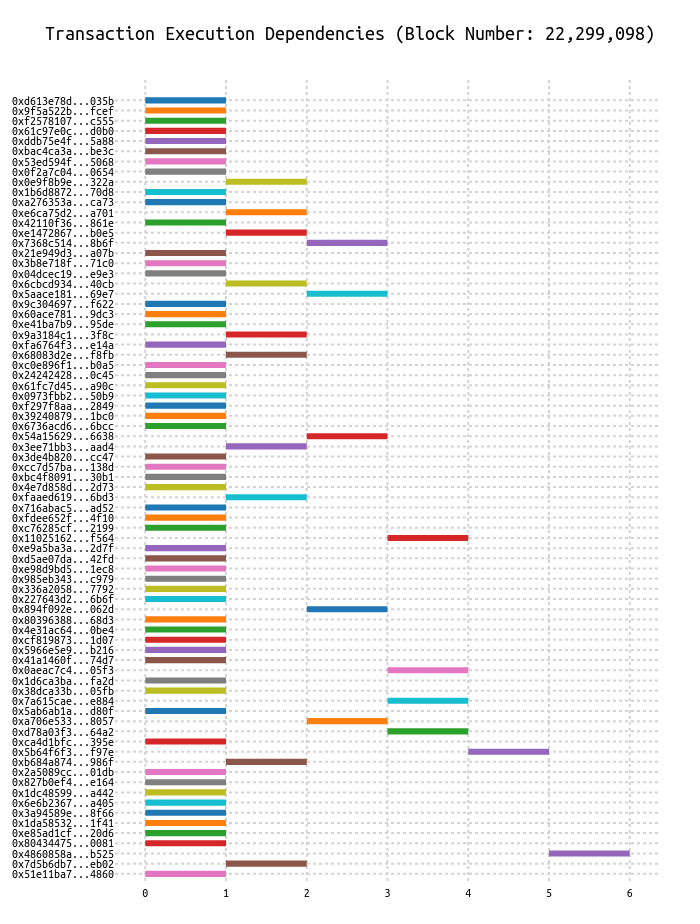 Transaction Execution Dependencies (Block Number: 22,299,098)
0xd613e78d...035b
0x9f5a522b...fcef
0xf2578107...c555
0x61c97e0c...d0b0
0xddb75e4f...5a88
0xbac4ca3a...be3c
0x53ed594f...5068
0x0f2a7c04...0654
0x0e9f8b9e...322a
0x1b6d8872...70d8
0xa276353a...ca73
0xe6ca75d2...a701
0x42110f36...861e
0xe1472867...b0e5
0x7368c514...8b6f
0x21e949d3...a07b
0x3b8e718f...71c0
0x04dcec19...e9e3
0x6cbcd934...40cb
0x5aace181...69e7
0x9c304697...f622
0x60ace781...9dc3
0xe41ba7b9...95de
0x9a3184c1...3f8c
0xfa6764f3...e14a
0x68083d2e...f8fb
0xc0e896f1...b0a5
0x24242428...0c45
0x61fc7d45...a90c
0x0973fbb2...50b9
0xf297f8aa...2849
0x39240879...1bc0
0x6736acd6...6bcc
0x54a15629...6638
0x3ee71bb3...aad4
0x3de4b820...cc47
0xcc7d57ba...138d
0xbc4f8091...30b1
0x4e7d858d...2d73
0xfaaed619...6bd3
0x716abac5...ad52
0xfdee652f...4f10
0xc76285cf...2199
0x11025162...f564
0xe9a5ba3a...2d7f
0xd5ae07da...42fd
0xe98d9bd5...1ec8
0x985eb343...c979
0x336a2058...7792
0x227643d2...6b6f
0x894f092e...062d
0x80396388...68d3
0x4e31ac64...0be4
0xcf819873...1d07
0x5966e5e9...b216
0x41a1460f...74d7
0x0aeac7c4...05f3
0x1d6ca3ba...fa2d
0x38dca33b...05fb
0x7a615cae...e884
0x5ab6ab1a...d80f
0xa706e533...8057
0xd78a03f3...64a2
0xca4d1bfc...395e
0x5b64f6f3...f97e
0xb684a874...986f
0x2a5089cc...01db
0x827b0ef4...e164
0x1dc48599...a442
0x6e6b2367...a405
0x3a94589e...8f66
0x1da58532...1f41
0xe85ad1cf...20d6
0x80434475...0081
0x4860858a...b525
0x7d5b6db7...eb02
0x51e11ba7...4860
0 1 2 3 4 5 6